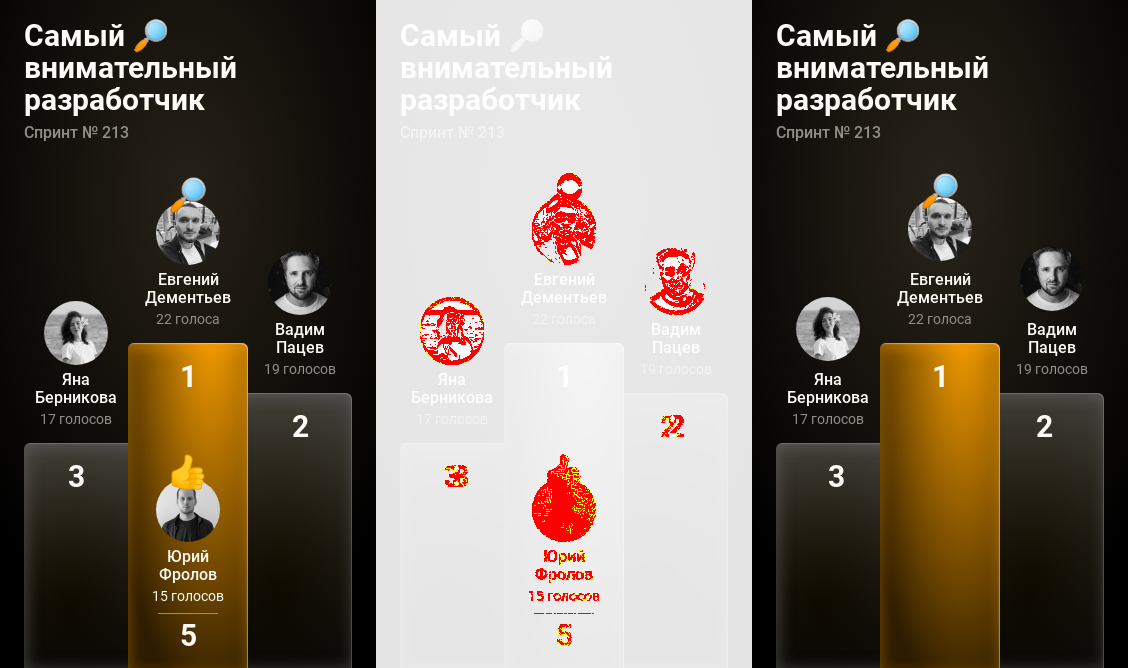 Самый 🔎
внимательный
разработчик
Спринт № 213
Евгений
Дементьев
22 голоса
Вадим
Пацев
19 голосов
Яна
Берникова
17 голосов
1
2
3
Юрий
Фролов
15 голосов
5
Самый 🔎
внимательный
разработчик
Спринт № 213
Евгений
Дементьев
22 голоса
Вадим
Пацев
19 голосов
Яна
Берникова
17 голосов
1
2
3
Юрий
Фролов
15 голосов
5
Самый 🔎
внимательный
разработчик
Спринт № 213
Евгений
Дементьев
22 голоса
Вадим
Пацев
19 голосов
Яна
Берникова
17 голосов
1
2
3